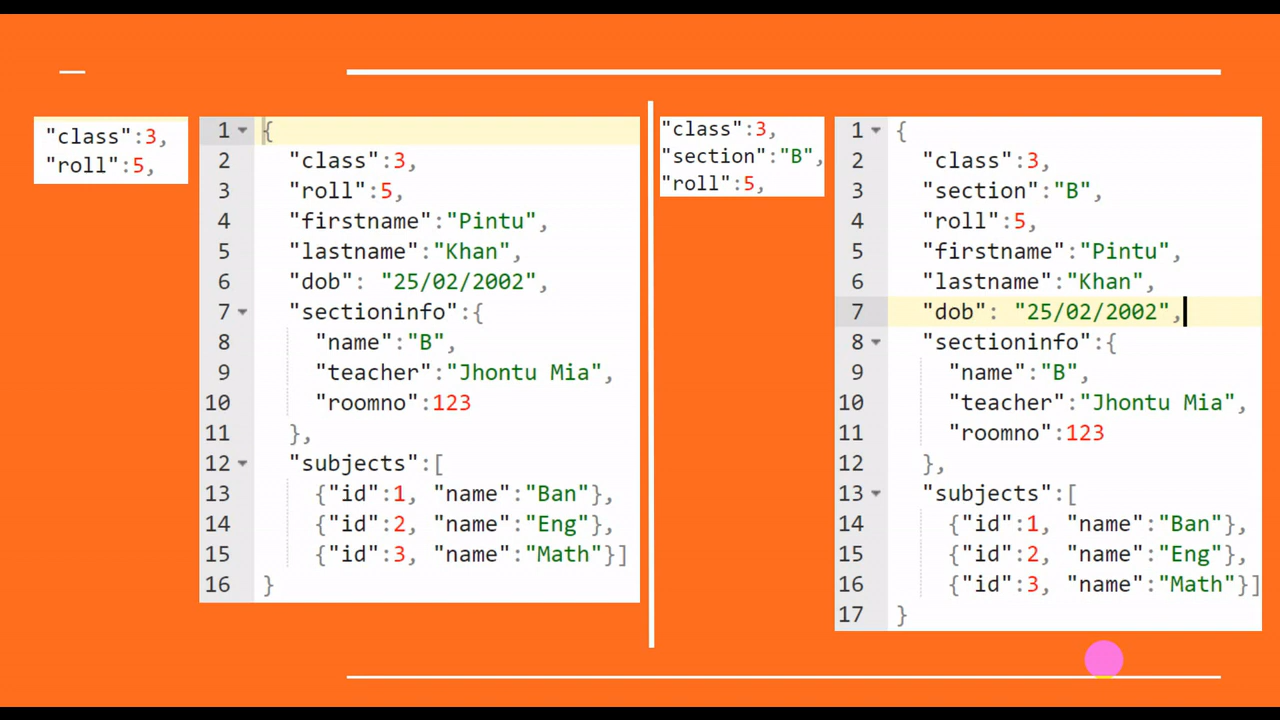 "class":3,
"roll":5,
1 {
2 "class":3,
3 "roll":5,
4 "firstname":"Pintu",
5 "lastname":"Khan",
6 "dob": "25/02/2002",
7 "sectioninfo":{
8 "name":"B",
9 "teacher":"Jhontu Mia",
10 "roomno":123
11 },
12 "subjects":[
13 {"id":1, "name":"Ban"},
14 {"id":2, "name":"Eng"},
15 {"id":3, "name":"Math"}]
16 }
"class":3,
"section":"B",
"roll":5,
1 {
2 "class":3,
3 "section":"B",
4 "roll":5,
5 "firstname":"Pintu",
6 "lastname":"Khan",
7 "dob": "25/02/2002",
8 "sectioninfo":{
9 "name":"B",
10 "teacher":"Jhontu Mia",
11 "roomno":123
12 },
13 "subjects":[
14 {"id":1, "name":"Ban"},
15 {"id":2, "name":"Eng"},
16 {"id":3, "name":"Math"}]
17 }